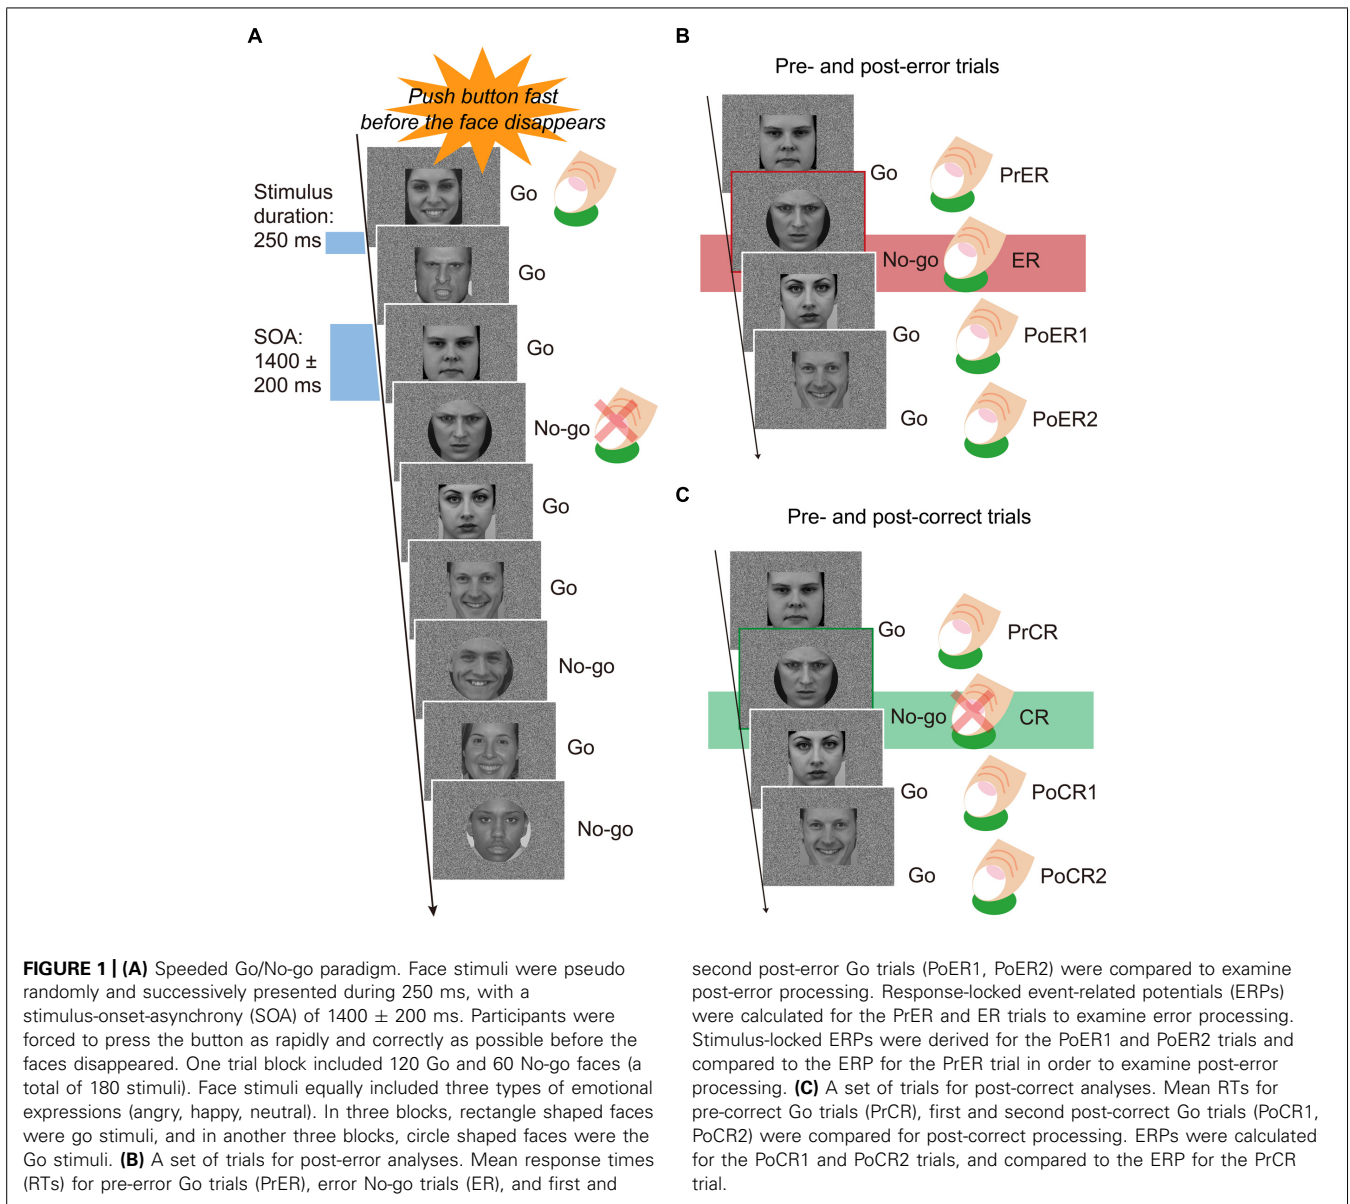 A
Push button fast
before the face disappears
Stimulus
duration:
250 ms
SOA:
1400 ±
200 ms
Go
Go
Go
No-go
Go
Go
No-go
Go
No-go
B
Pre- and post-error trials
Go
PrER
No-go
ER
Go
PoER1
Go
PoER2
C
Pre- and post-correct trials
Go
PrCR
No-go
CR
Go
PoCR1
Go
PoCR2
FIGURE 1 | (A) Speeded Go/No-go paradigm. Face stimuli were pseudo
randomly and successively presented during 250 ms, with a
stimulus-onset-asynchrony (SOA) of 1400 ± 200 ms. Participants were
forced to press the button as rapidly and correctly as possible before the
faces disappeared. One trial block included 120 Go and 60 No-go faces (a
total of 180 stimuli). Face stimuli equally included three types of emotional
expressions (angry, happy, neutral). In three blocks, rectangle shaped faces
were go stimuli, and in another three blocks, circle shaped faces were the
Go stimuli. (B) A set of trials for post-error analyses. Mean response times
(RTs) for pre-error Go trials (PrER), error No-go trials (ER), and first and
second post-error Go trials (PoER1, PoER2) were compared to examine
post-error processing. Response-locked event-related potentials (ERPs)
were calculated for the PrER and ER trials to examine error processing.
Stimulus-locked ERPs were derived for the PoER1 and PoER2 trials and
compared to the ERP for the PrER trial in order to examine post-error
processing. (C) A set of trials for post-correct analyses. Mean RTs for
pre-correct Go trials (PrCR), first and second post-correct Go trials (PoCR1,
PoCR2) were compared for post-correct processing. ERPs were calculated
for the PoCR1 and PoCR2 trials, and compared to the ERP for the PrCR
trial.